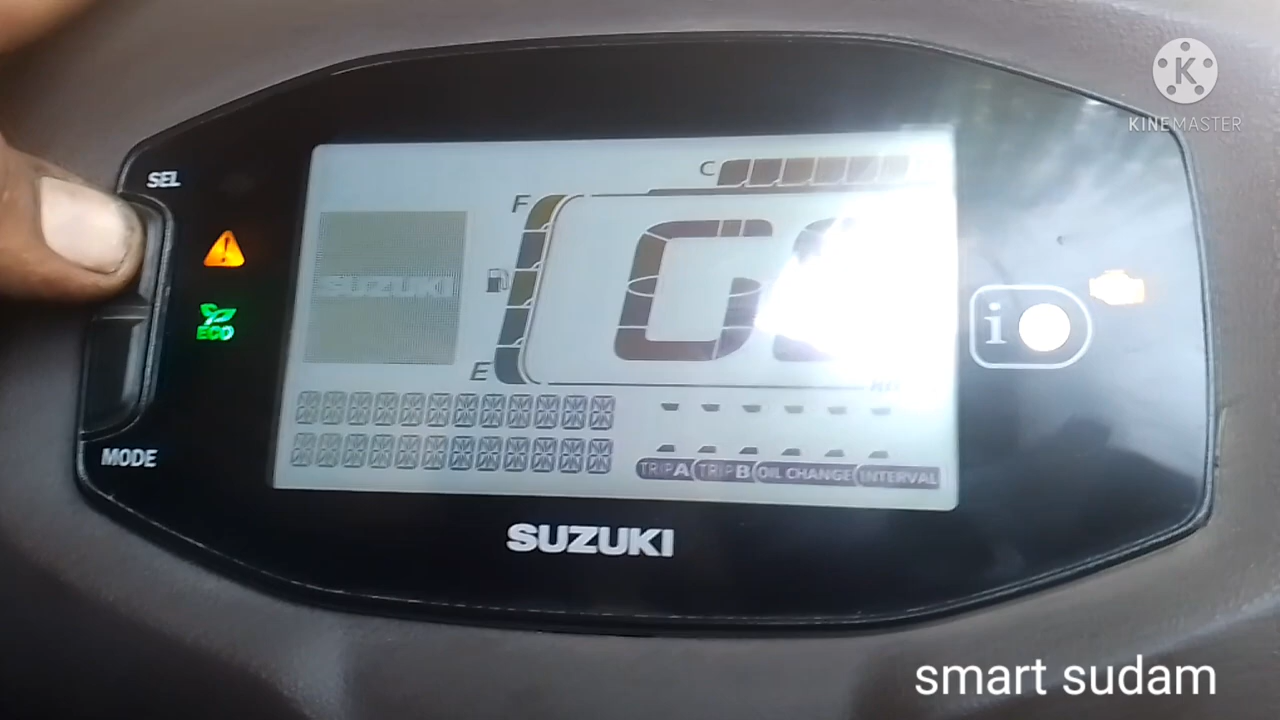 KINEMASTER
SEL
C
F
SUZUKI
E
ECO
i
MODE
TRIP A TRIP B OIL CHANGE INTERVAL
SUZUKI
smart sudam